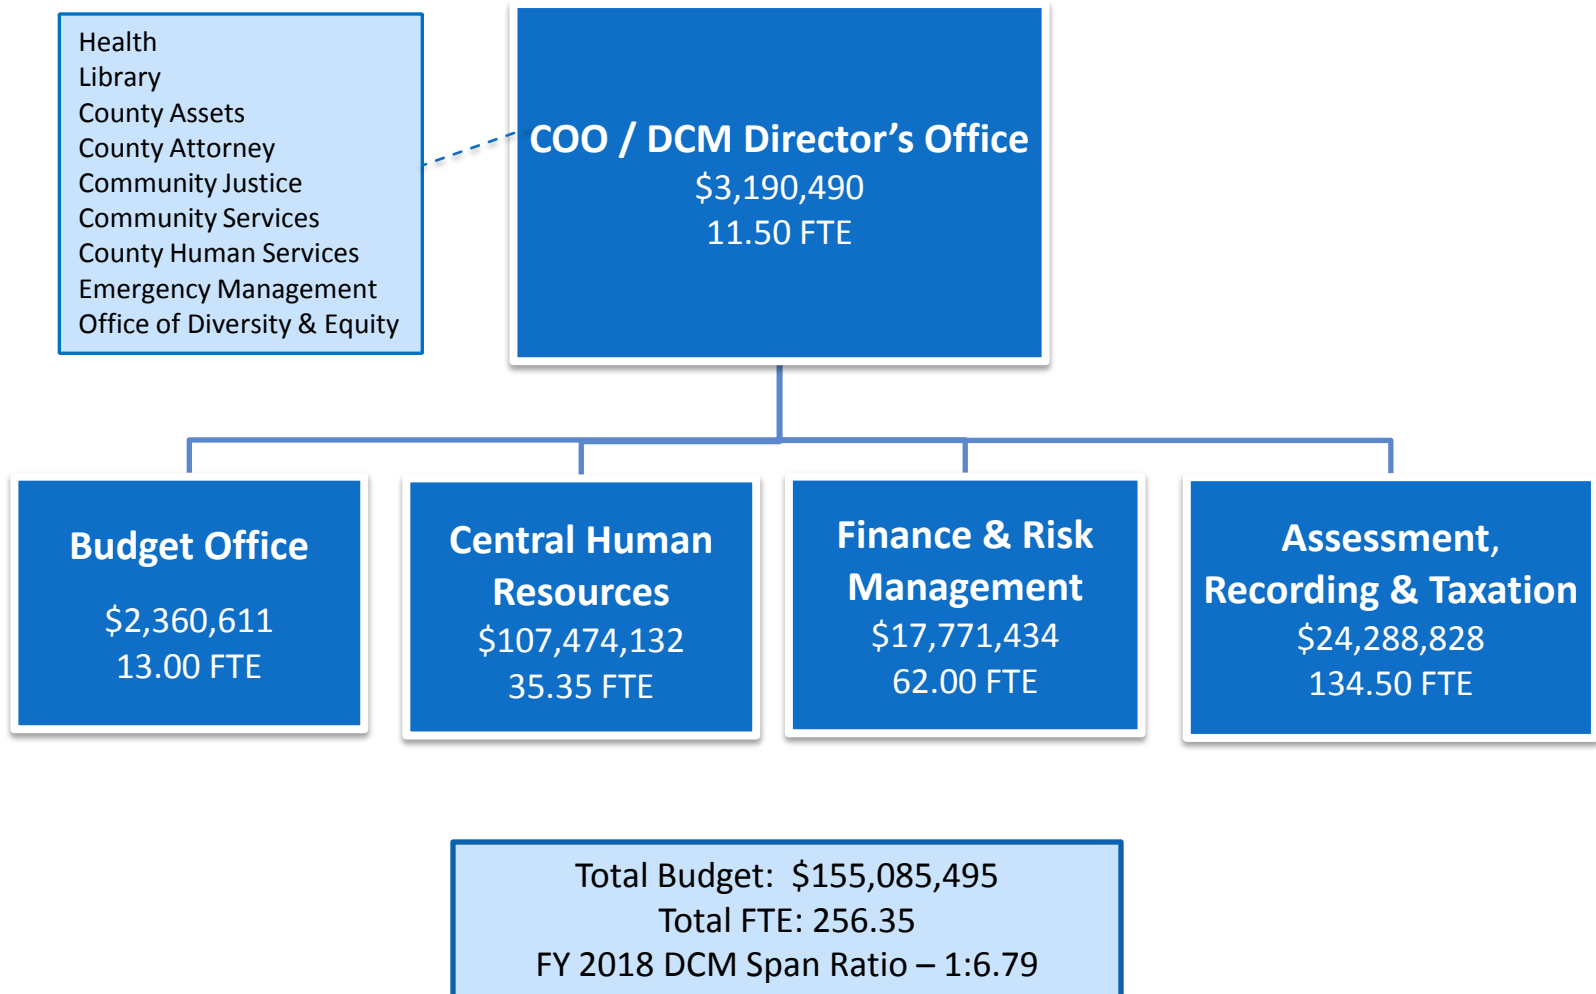 Health
Library
County Assets
County Attorney
Community Justice
Community Services
County Human Services
Emergency Management
Office of Diversity & Equity
COO / DCM Director’s Office
$3,190,490
11.50 FTE
Budget Office
$2,360,611
13.00 FTE
Central Human
Resources
$107,474,132
35.35 FTE
Finance & Risk
Management
$17,771,434
62.00 FTE
Assessment,
Recording & Taxation
$24,288,828
134.50 FTE
Total Budget: $155,085,495
Total FTE: 256.35
FY 2018 DCM Span Ratio – 1:6.79